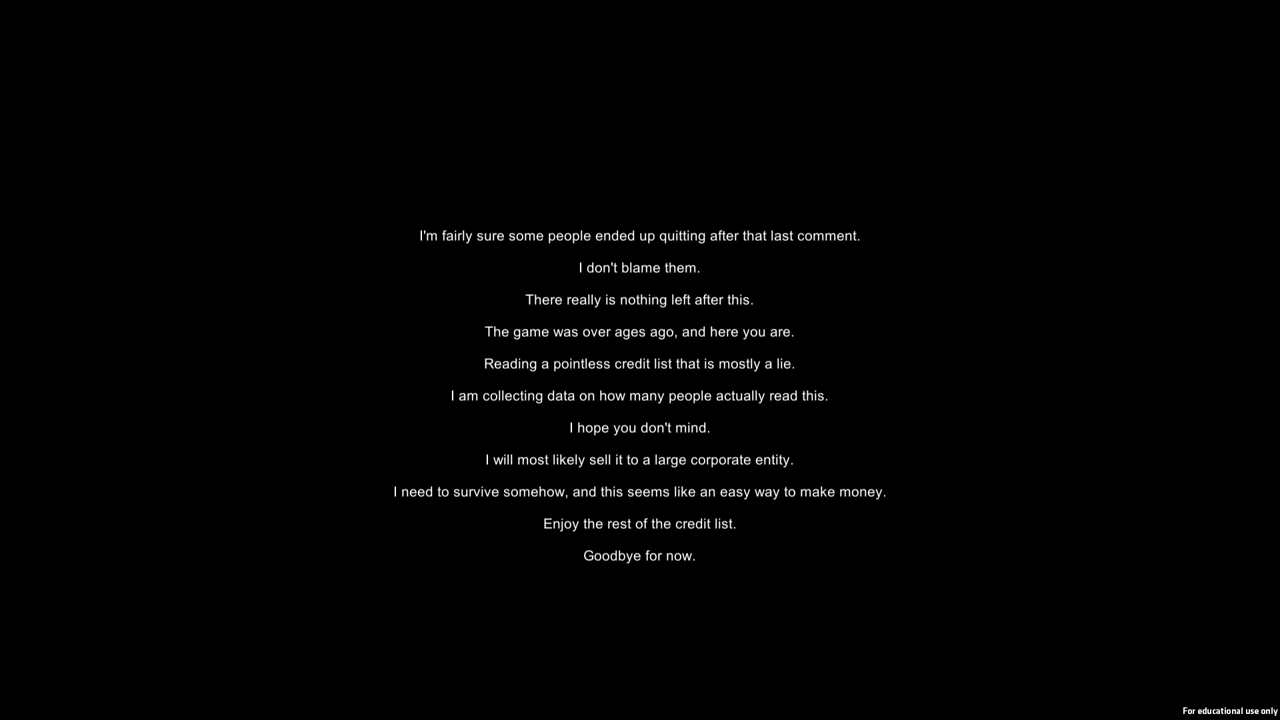 I'm fairly sure some people ended up quitting after that last comment.
I don't blame them.
There really is nothing left after this.
The game was over ages ago, and here you are.
Reading a pointless credit list that is mostly a lie.
I am collecting data on how many people actually read this.
I hope you don't mind.
I will most likely sell it to a large corporate entity.
I need to survive somehow, and this seems like an easy way to make money.
Enjoy the rest of the credit list.
Goodbye for now.
For educational use only